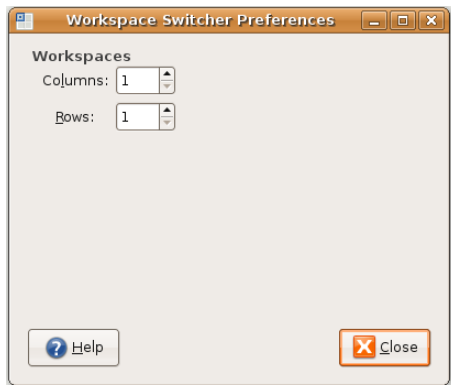 Workspace Switcher Preferences
Workspaces
Columns: 1
Rows: 1
Help
Close